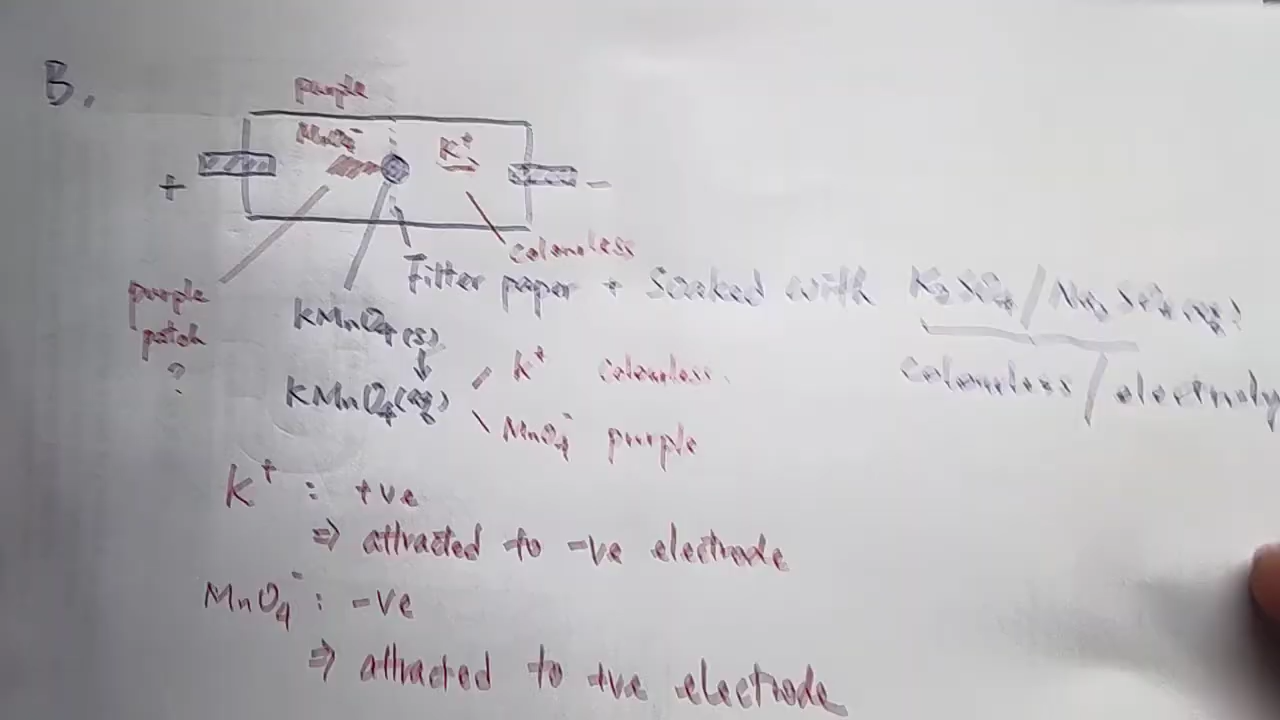 B.
purple
MnO₄⁻
K⁺
+
−
colourless
Filter paper + Soaked with K₂SO₄ / Na₂SO₄(aq)
purple
patch
?
KMnO₄(s)
↓
KMnO₄(aq)
K⁺ colourless.
MnO₄⁻ purple
colourless / electroly
K⁺ : +ve
⇒ attracted to -ve electrode
MnO₄⁻ : -ve
⇒ attracted to +ve electrode